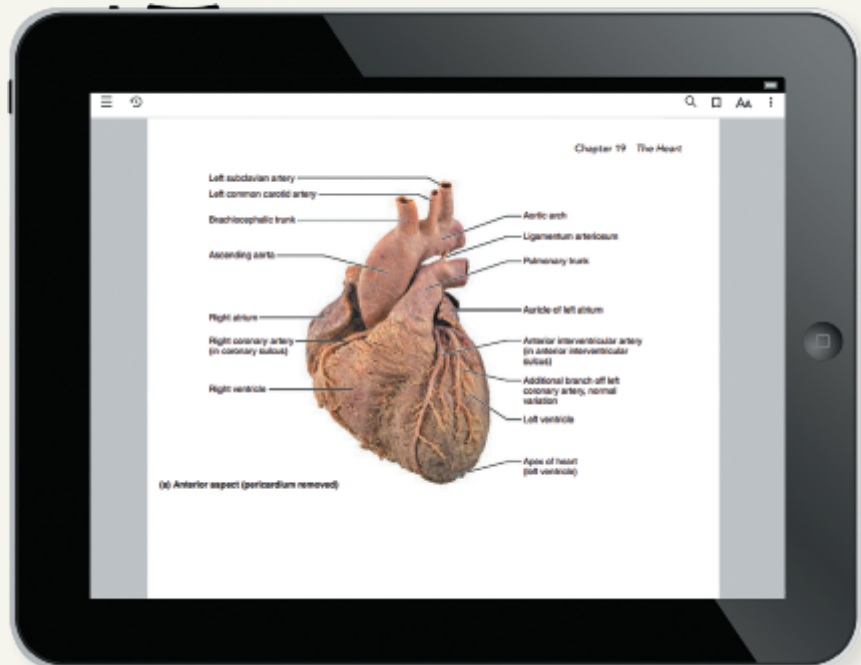 AA
Chapter 19 The Heart
Left subclavian artery
Left common carotid artery
Brachiocephalic trunk
Ascending aorta
Right atrium
Right coronary artery
(in coronary sulcus)
Right ventricle
Aortic arch
Ligamentum arteriosum
Pulmonary trunk
Auricle of left atrium
Anterior interventricular artery
(in anterior interventricular
sulcus)
Additional branch off left
coronary artery, normal
variation
Left ventricle
Apex of heart
(left ventricle)
(a) Anterior aspect (pericardium removed)